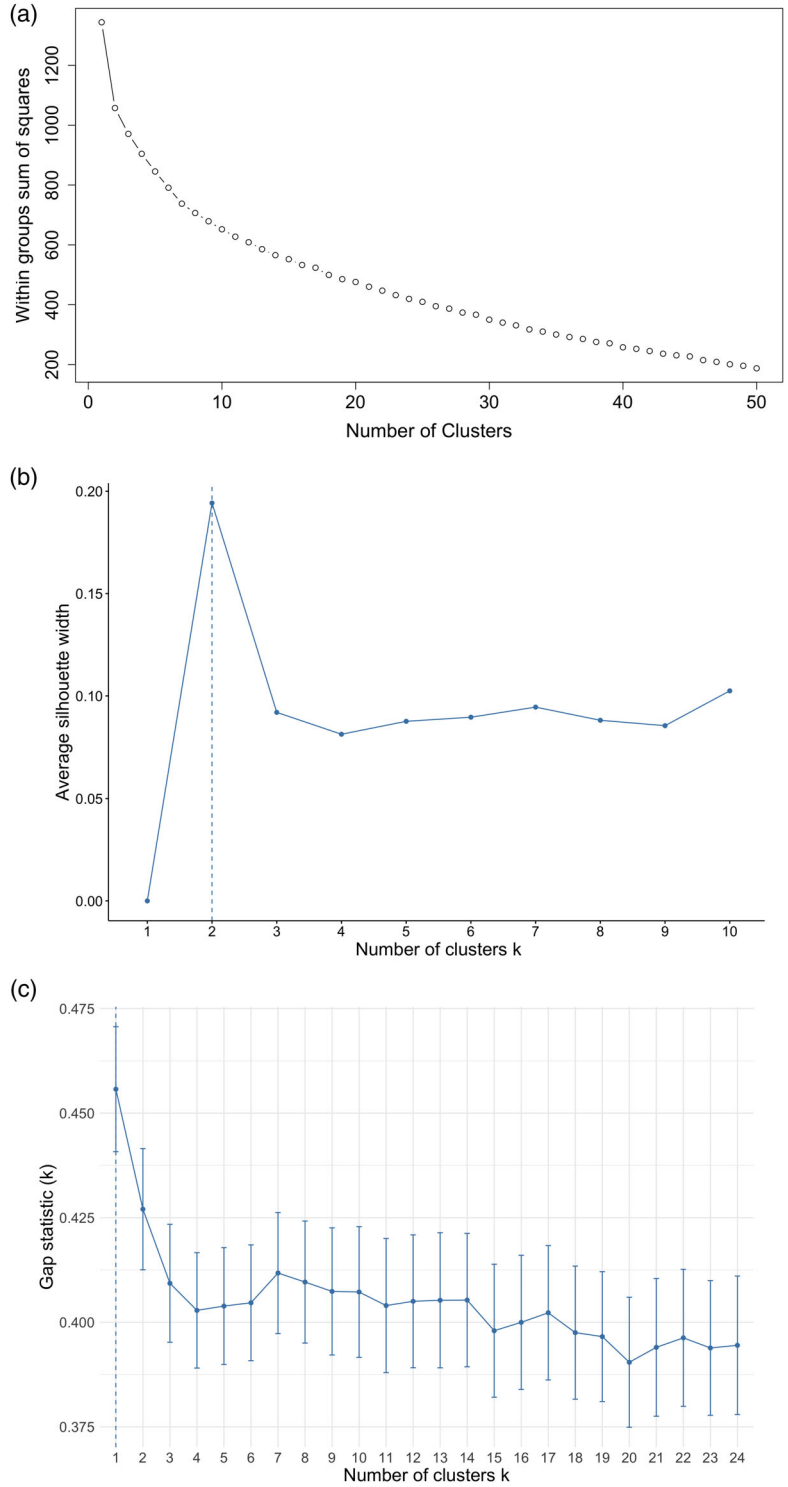 (a)
Within groups sum of squares
1200
1000
800
600
400
200
0 10 20 30 40 50
Number of Clusters
(b)
Average silhouette width
0.20
0.15
0.10
0.05
0.00
1 2 3 4 5 6 7 8 9 10
Number of clusters k
(c)
Gap statistic (k)
0.475
0.450
0.425
0.400
0.375
1 2 3 4 5 6 7 8 9 10 11 12 13 14 15 16 17 18 19 20 21 22 23 24
Number of clusters k